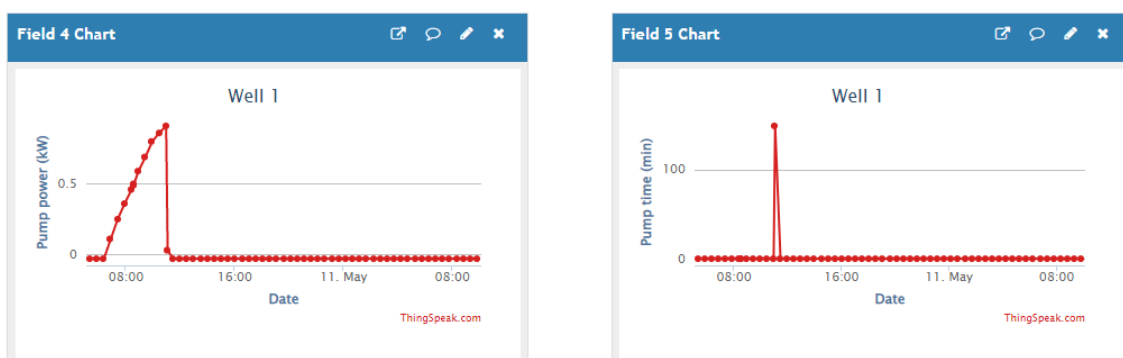 Field 4 Chart
Well 1
Pump power (kW)
0.5
0
08:00 16:00 11. May 08:00
Date
ThingSpeak.com
Field 5 Chart
Well 1
Pump time (min)
100
0
08:00 16:00 11. May 08:00
Date
ThingSpeak.com